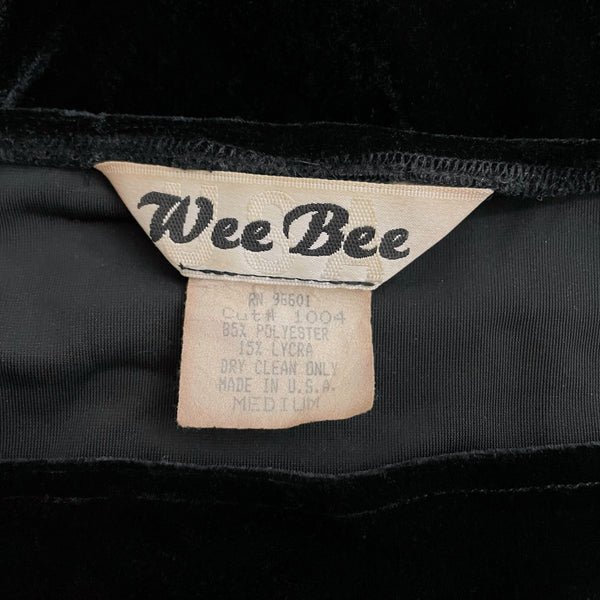 Wee Bee
RN 96601
Cut# 1004
85% POLYESTER
15% LYCRA
DRY CLEAN ONLY
MADE IN U.S.A.
MEDIUM